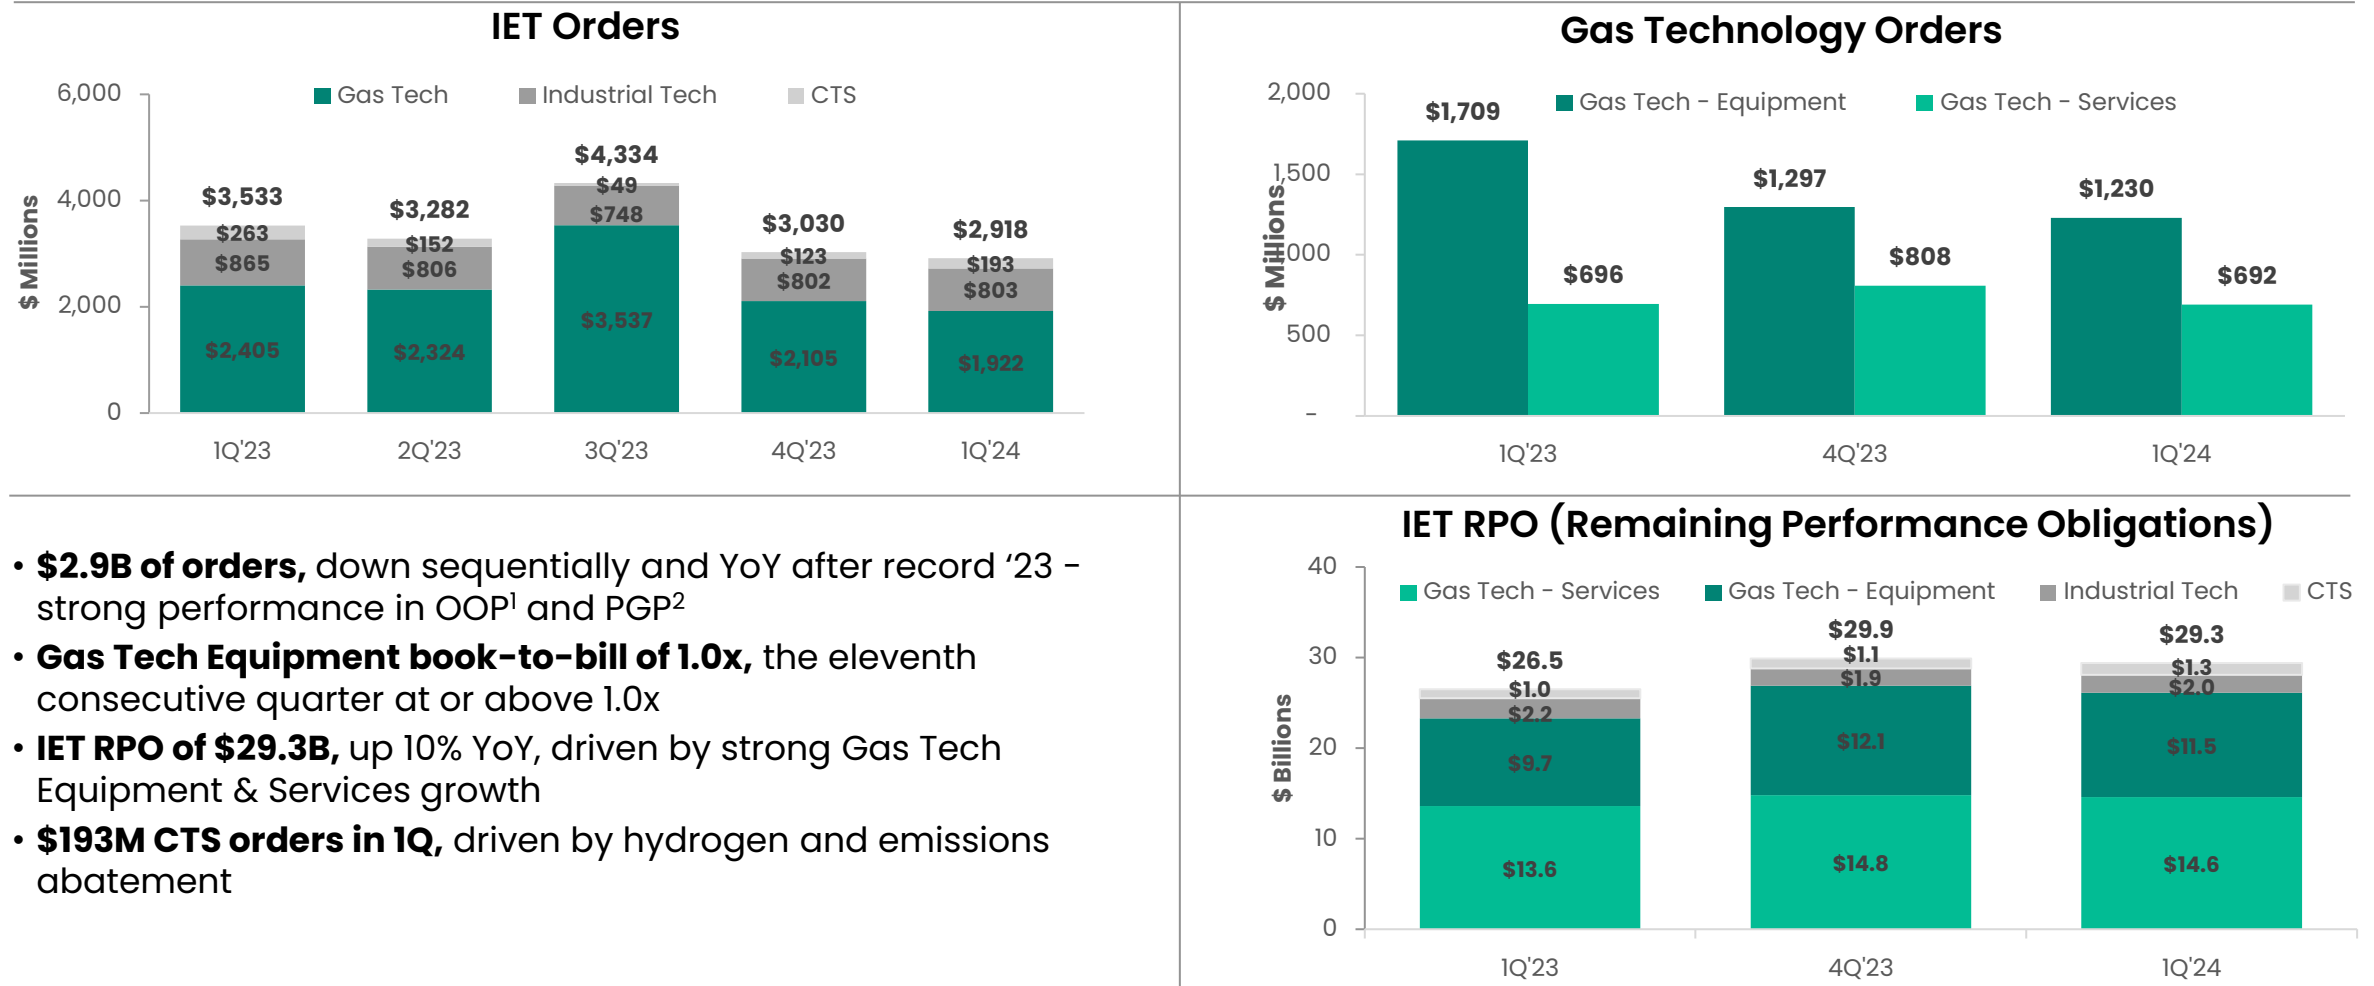 IET Orders
Gas Tech
Industrial Tech
CTS
$ Millions
6,000
4,000
2,000
0
$3,533
$263
$865
$2,405
$3,282
$152
$806
$2,324
$4,334
$49
$748
$3,537
$3,030
$123
$802
$2,105
$2,918
$193
$803
$1,922
1Q'23
2Q'23
3Q'23
4Q'23
1Q'24
Gas Technology Orders
Gas Tech - Equipment
Gas Tech - Services
$ Millions
2,000
1,500
1,000
500
-
$1,709
$696
$1,297
$808
$1,230
$692
1Q'23
4Q'23
1Q'24
• $2.9B of orders, down sequentially and YoY after record ‘23 -
strong performance in OOP¹ and PGP²
• Gas Tech Equipment book-to-bill of 1.0x, the eleventh
consecutive quarter at or above 1.0x
• IET RPO of $29.3B, up 10% YoY, driven by strong Gas Tech
Equipment & Services growth
• $193M CTS orders in 1Q, driven by hydrogen and emissions
abatement
IET RPO (Remaining Performance Obligations)
Gas Tech - Services
Gas Tech - Equipment
Industrial Tech
CTS
$ Billions
40
30
20
10
0
$26.5
$1.0
$2.2
$9.7
$13.6
$29.9
$1.1
$1.9
$12.1
$14.8
$29.3
$1.3
$2.0
$11.5
$14.6
1Q'23
4Q'23
1Q'24